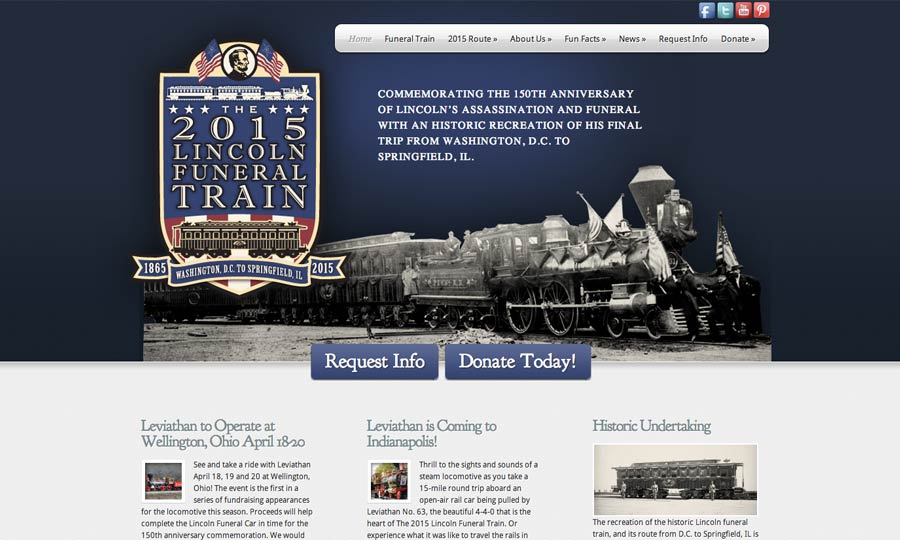 Home Funeral Train 2015 Route » About Us » Fun Facts » News » Request Info Donate »
THE
2015
LINCOLN
FUNERAL
TRAIN
1865 WASHINGTON, D.C. TO SPRINGFIELD, IL 2015
COMMEMORATING THE 150TH ANNIVERSARY
OF LINCOLN'S ASSASSINATION AND FUNERAL
WITH AN HISTORIC RECREATION OF HIS FINAL
TRIP FROM WASHINGTON, D.C. TO
SPRINGFIELD, IL.
Request Info Donate Today!
Leviathan to Operate at
Wellington, Ohio April 18-20
See and take a ride with Leviathan
April 18, 19 and 20 at Wellington,
Ohio! The event is the first in a
series of fundraising appearances
for the locomotive this season. Proceeds will help
complete the Lincoln Funeral Car in time for the
150th anniversary commemoration. We would
Leviathan is Coming to
Indianapolis!
Thrill to the sights and sounds of a
steam locomotive as you take a
15-mile round trip aboard an
open-air rail car being pulled by
Leviathan No. 63, the beautiful 4-4-0 that is the
heart of The 2015 Lincoln Funeral Train. Or
experience what it was like to travel the rails in
Historic Undertaking
The recreation of the historic Lincoln funeral
train, and its route from D.C. to Springfield, IL is